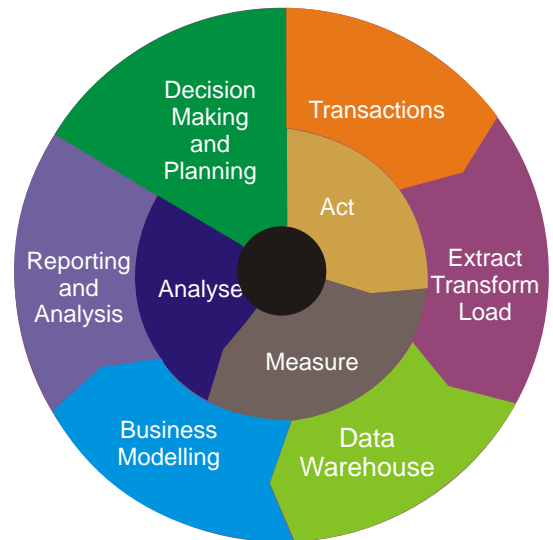 Decision
Making
and
Planning
Transactions
Act
Reporting
and
Analysis
Analyse
Extract
Transform
Load
Measure
Business
Modelling
Data
Warehouse